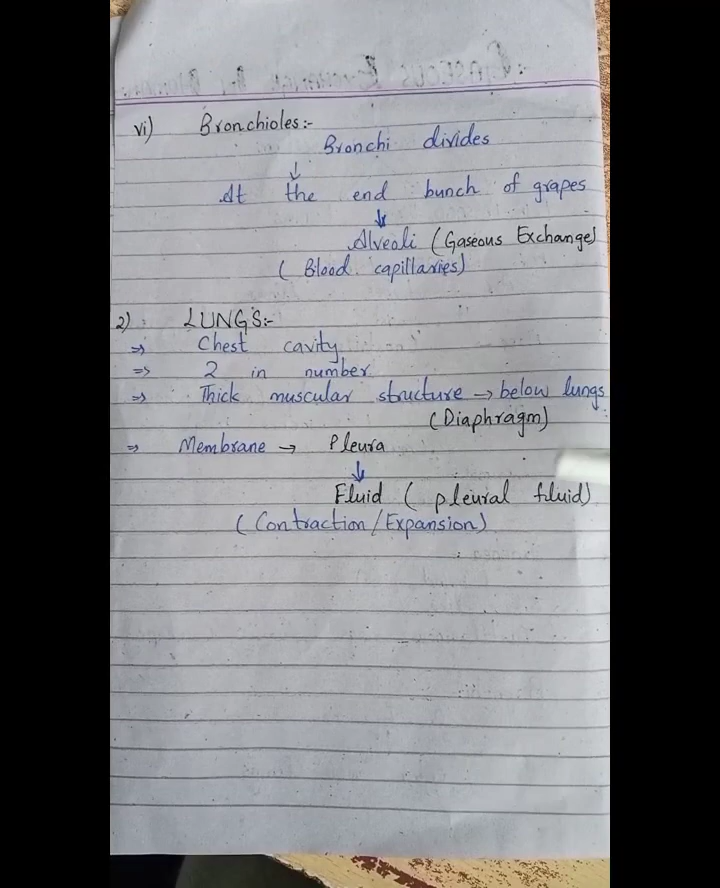 vi) Bronchioles:-
Bronchi divides
↓
At the end bunch of grapes
↓
Alveoli (Gaseous Exchange)
( Blood capillaries)
2) LUNGS:-
⇒ Chest cavity
⇒ 2 in number
⇒ Thick muscular structure → below lungs
(Diaphragm)
⇒ Membrane → Pleura
↓
Fluid ( pleural fluid)
( Contraction/Expansion)